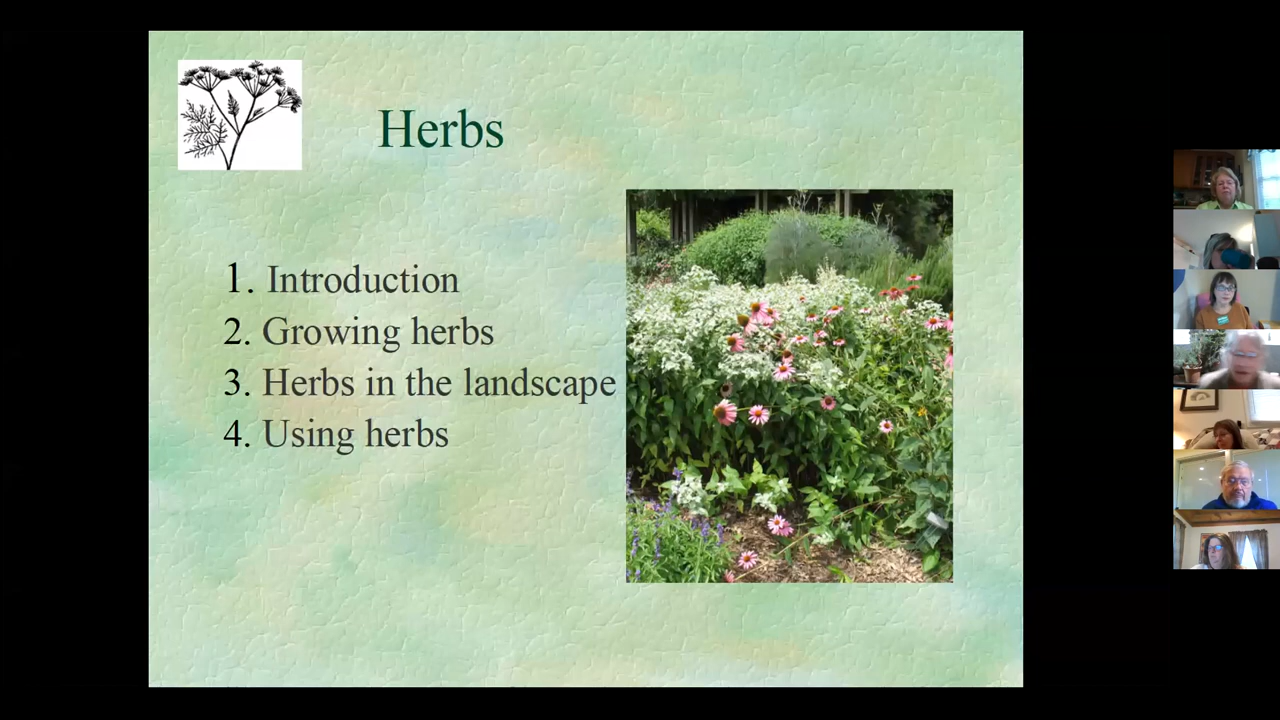 Herbs
1. Introduction
2. Growing herbs
3. Herbs in the landscape
4. Using herbs